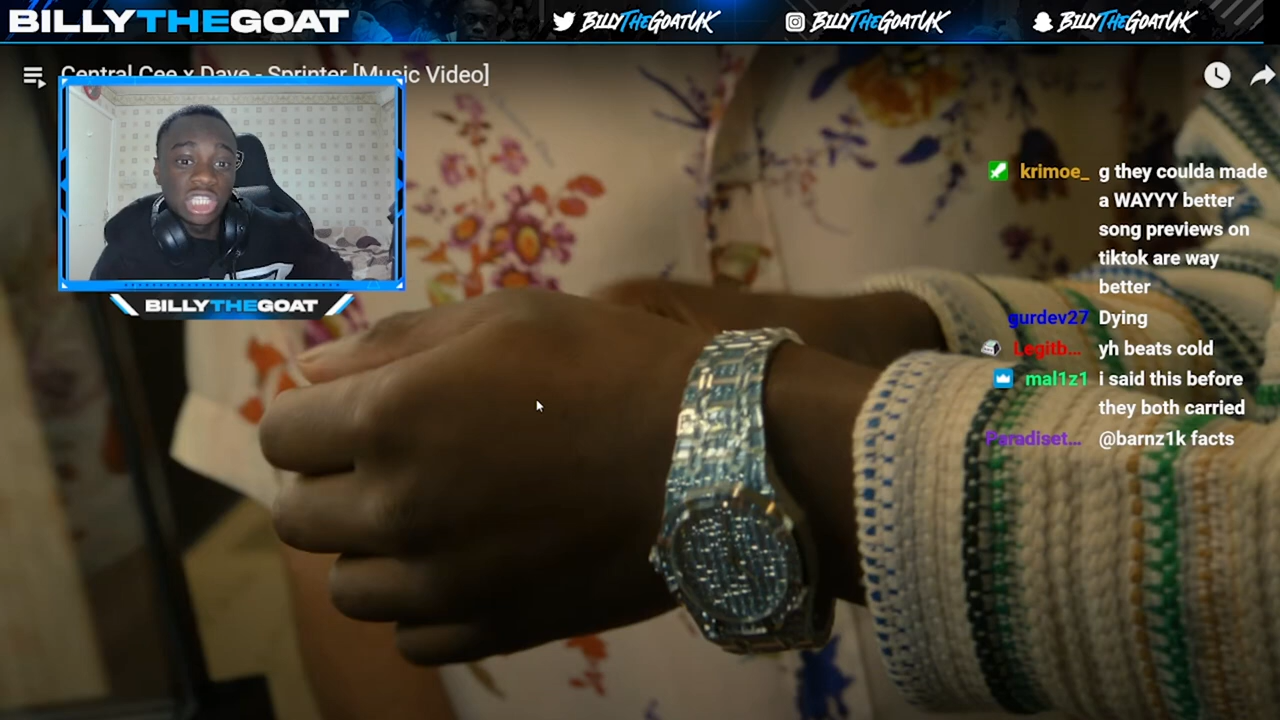 BILLYTHEGOAT
BILLYTHEGOATUK
BILLYTHEGOATUK
BILLYTHEGOATUK
Central Cee x Dave - Sprinter [Music Video]
BILLYTHEGOAT
krimoe_ g they coulda made
a WAYYY better
song previews on
tiktok are way
better
gurdev27 Dying
Legitb... yh beats cold
mal1z1 i said this before
they both carried
Paradiset... @barnz1k facts